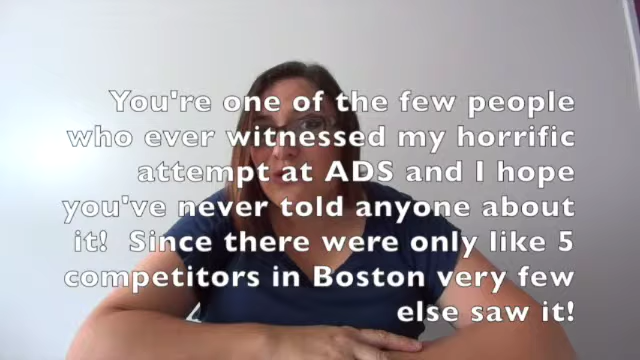 You're one of the few people
who ever witnessed my horrific
attempt at ADS and I hope
you've never told anyone about
it!  Since there were only like 5
competitors in Boston very few
else saw it!